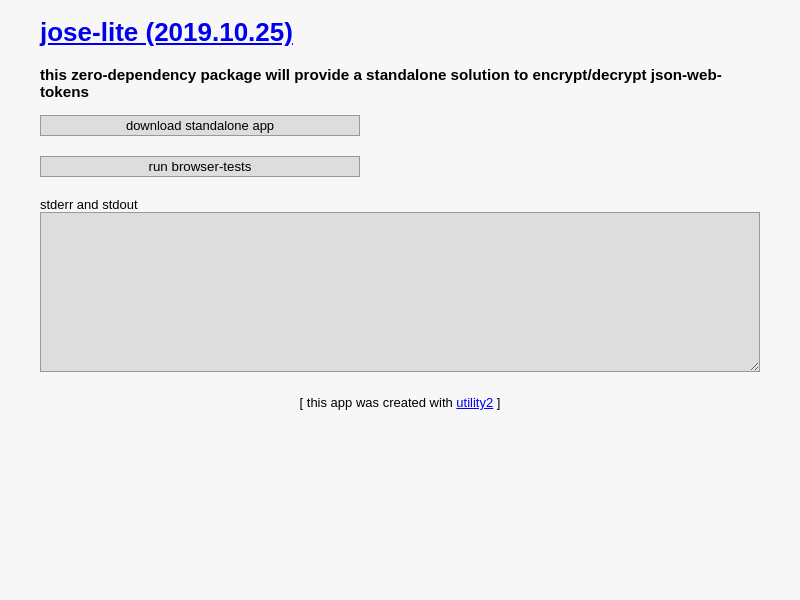 jose-lite (2019.10.25)
this zero-dependency package will provide a standalone solution to encrypt/decrypt json-web-
tokens
download standalone app
run browser-tests
stderr and stdout
[ this app was created with utility2 ]